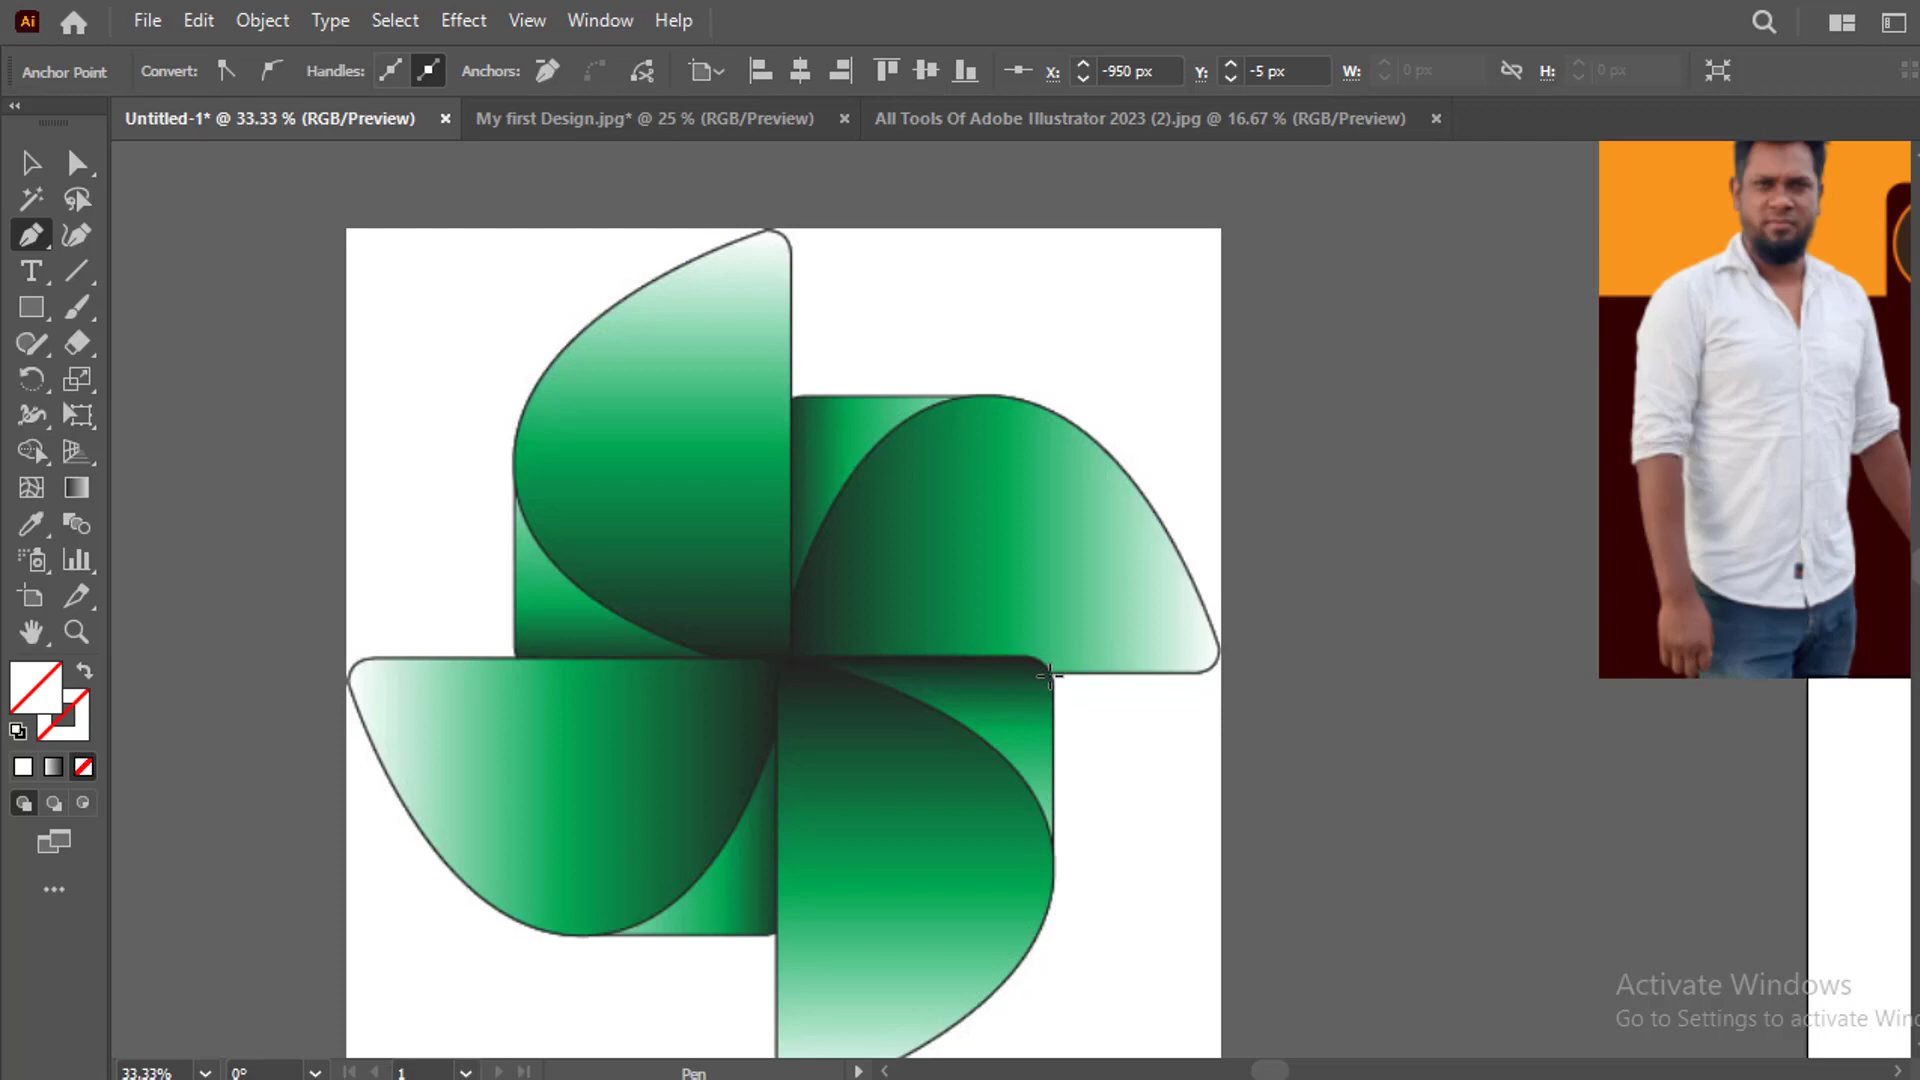 Ai File Edit Object Type Select Effect View Window Help
Anchor Point Convert: Handles: Anchors: X: -950 px Y: -5 px W: 0 px H: 0 px
Untitled-1* @ 33.33 % (RGB/Preview) × My first Design.jpg* @ 25 % (RGB/Preview) × All Tools Of Adobe Illustrator 2023 (2).jpg @ 16.67 % (RGB/Preview) ×
Activate Windows
Go to Settings to activate Win
33.33% 0° 1 Pen